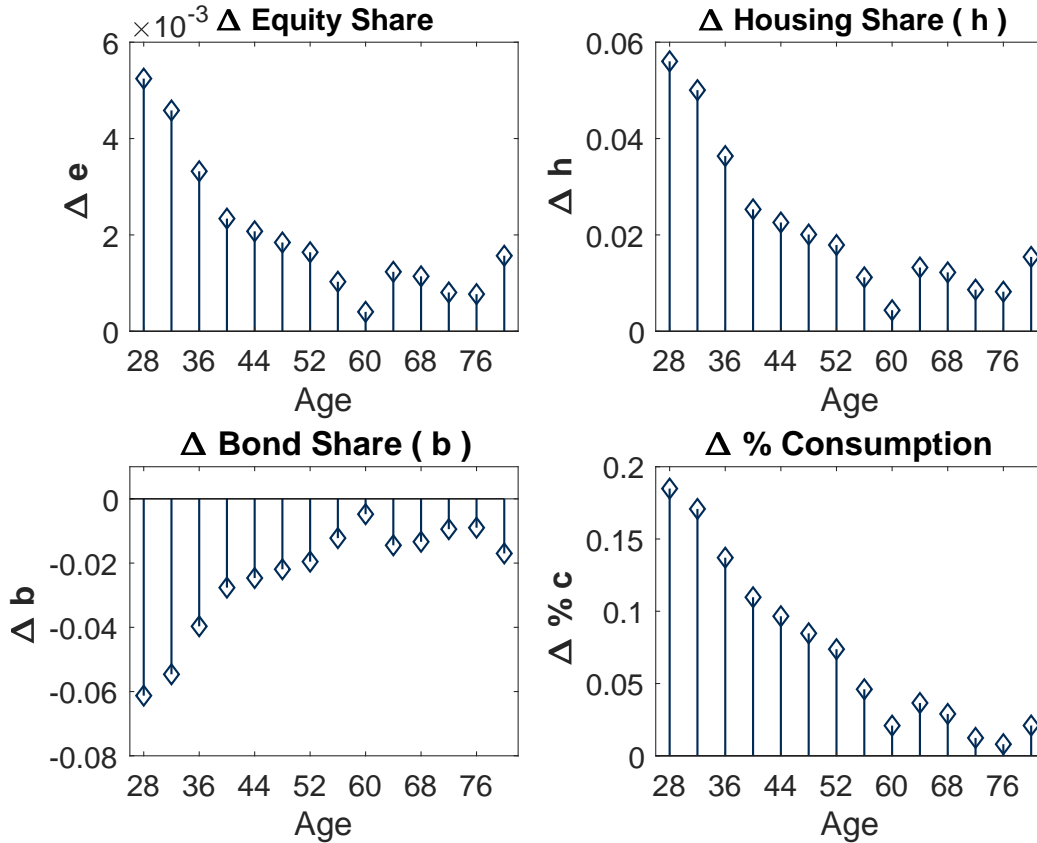 Δ Equity Share
×10⁻³
6
4
2
0
Δ e
28 36 44 52 60 68 76
Age
Δ Housing Share ( h )
0.06
0.04
0.02
0
Δ h
28 36 44 52 60 68 76
Age
Δ Bond Share ( b )
0
-0.02
-0.04
-0.06
-0.08
Δ b
28 36 44 52 60 68 76
Age
Δ % Consumption
0.2
0.15
0.1
0.05
0
Δ % c
28 36 44 52 60 68 76
Age